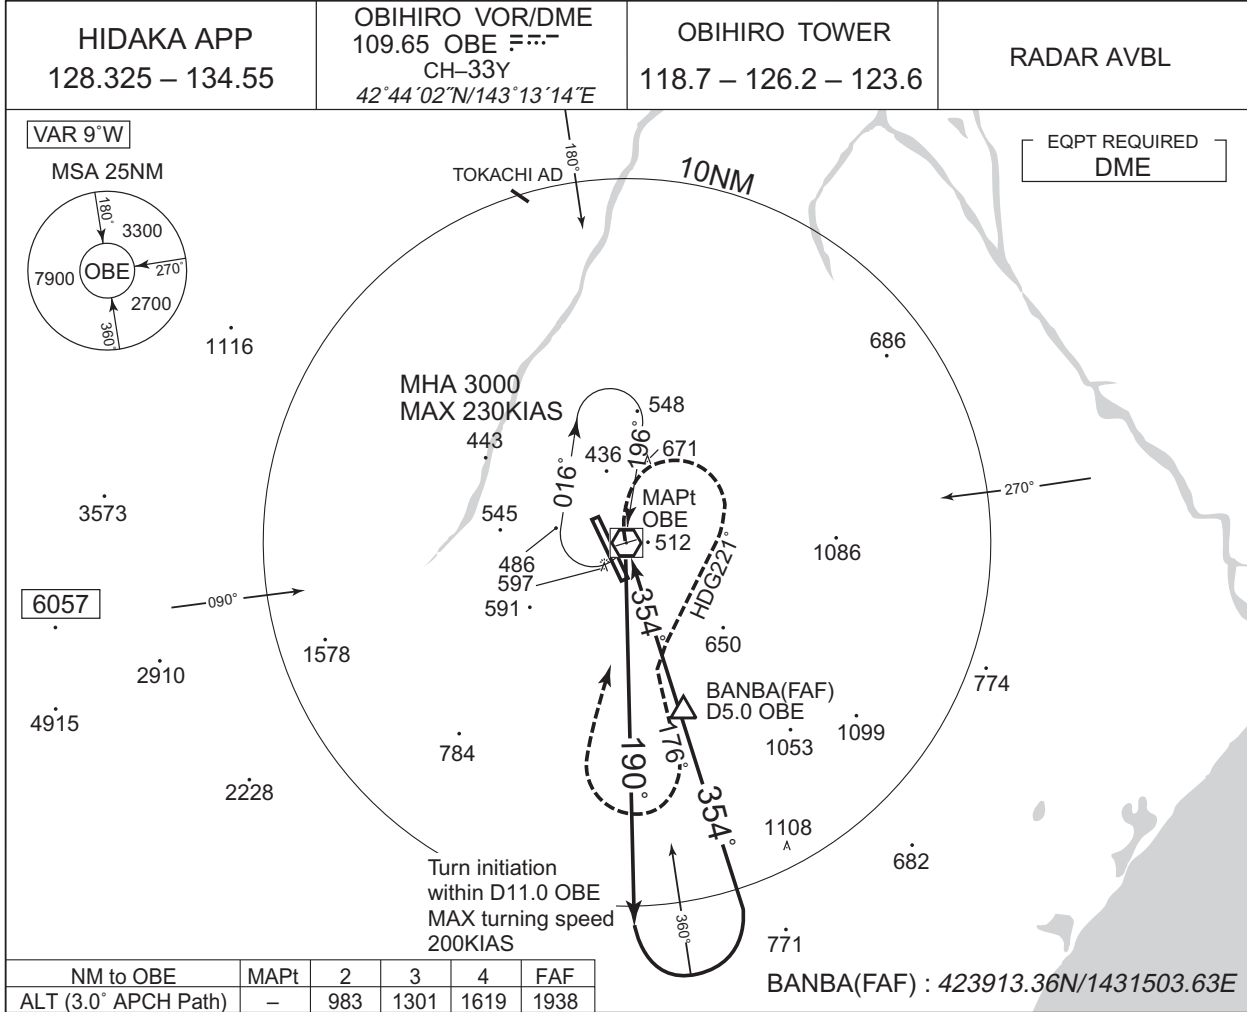 HIDAKA APP
128.325 – 134.55
OBIHIRO VOR/DME
109.65 OBE
CH–33Y
42˚44´02˝N/143˚13´14˝E
OBIHIRO TOWER
118.7 – 126.2 – 123.6
RADAR AVBL
VAR 9˚W
MSA 25NM
180˚
3300
7900
OBE
270˚
2700
360˚
EQPT REQUIRED
DME
180˚
TOKACHI AD
10NM
1116
686
MHA 3000
MAX 230KIAS
548
443
436
196˚
671
016˚
3573
270˚
MAPt
OBE
545
512
1086
486
597
591
HDG221˚
6057
090˚
354˚
650
1578
2910
774
BANBA(FAF)
D5.0 OBE
4915
1099
1053
784
190˚
176˚
2228
354˚
1108
682
Turn initiation
within D11.0 OBE
MAX turning speed
200KIAS
360˚
771
NM to OBE MAPt 2 3 4 FAF
ALT (3.0˚ APCH Path) – 983 1301 1619 1938
BANBA(FAF) : 423913.36N/1431503.63E